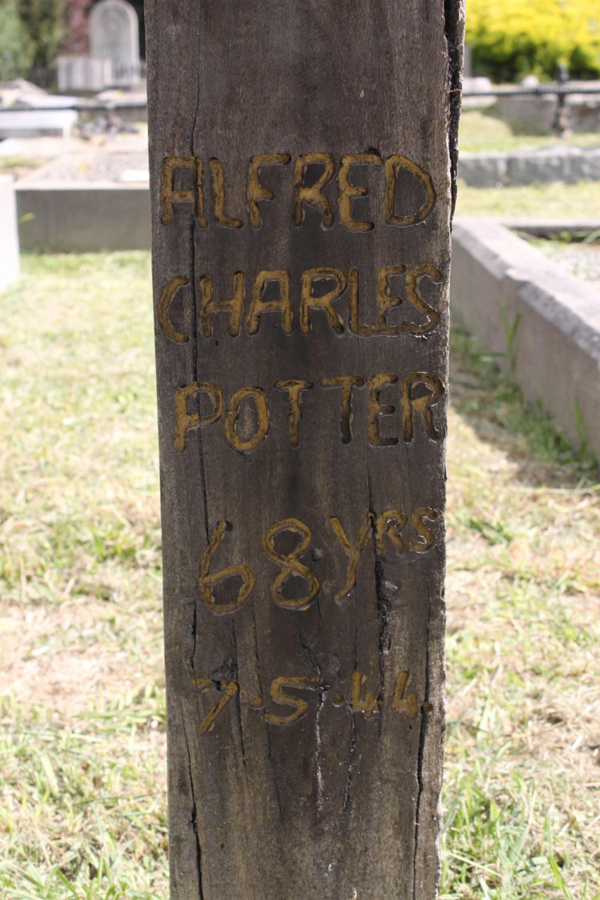 ALFRED
CHARLES
POTTER
68 YRS
7·5·44